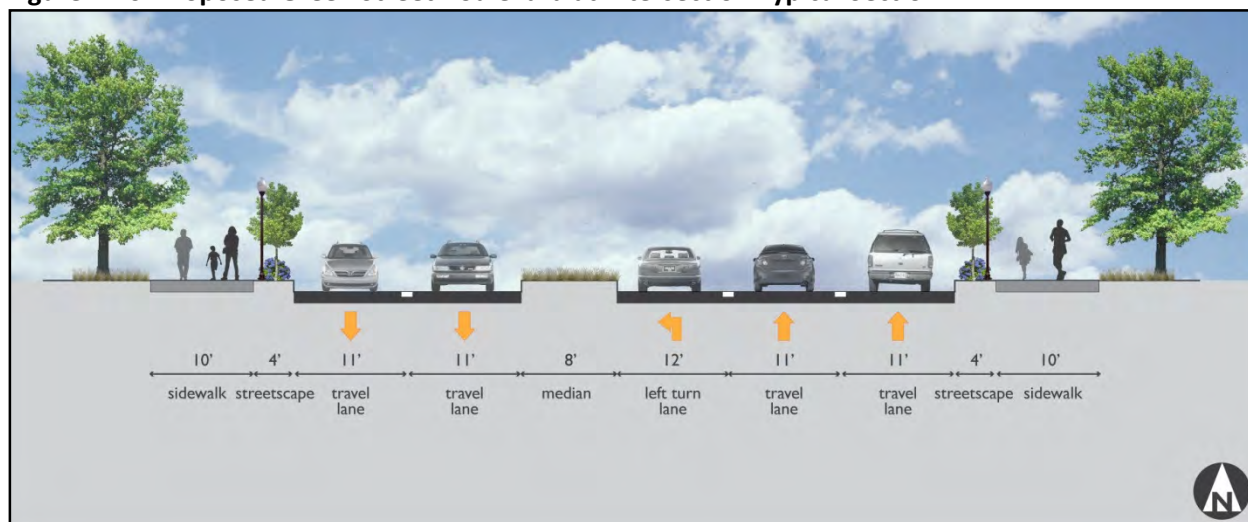 10' 4' 11' 11' 8' 12' 11' 11' 4' 10'
sidewalk streetscape travel lane travel lane median left turn lane travel lane travel lane streetscape sidewalk
N